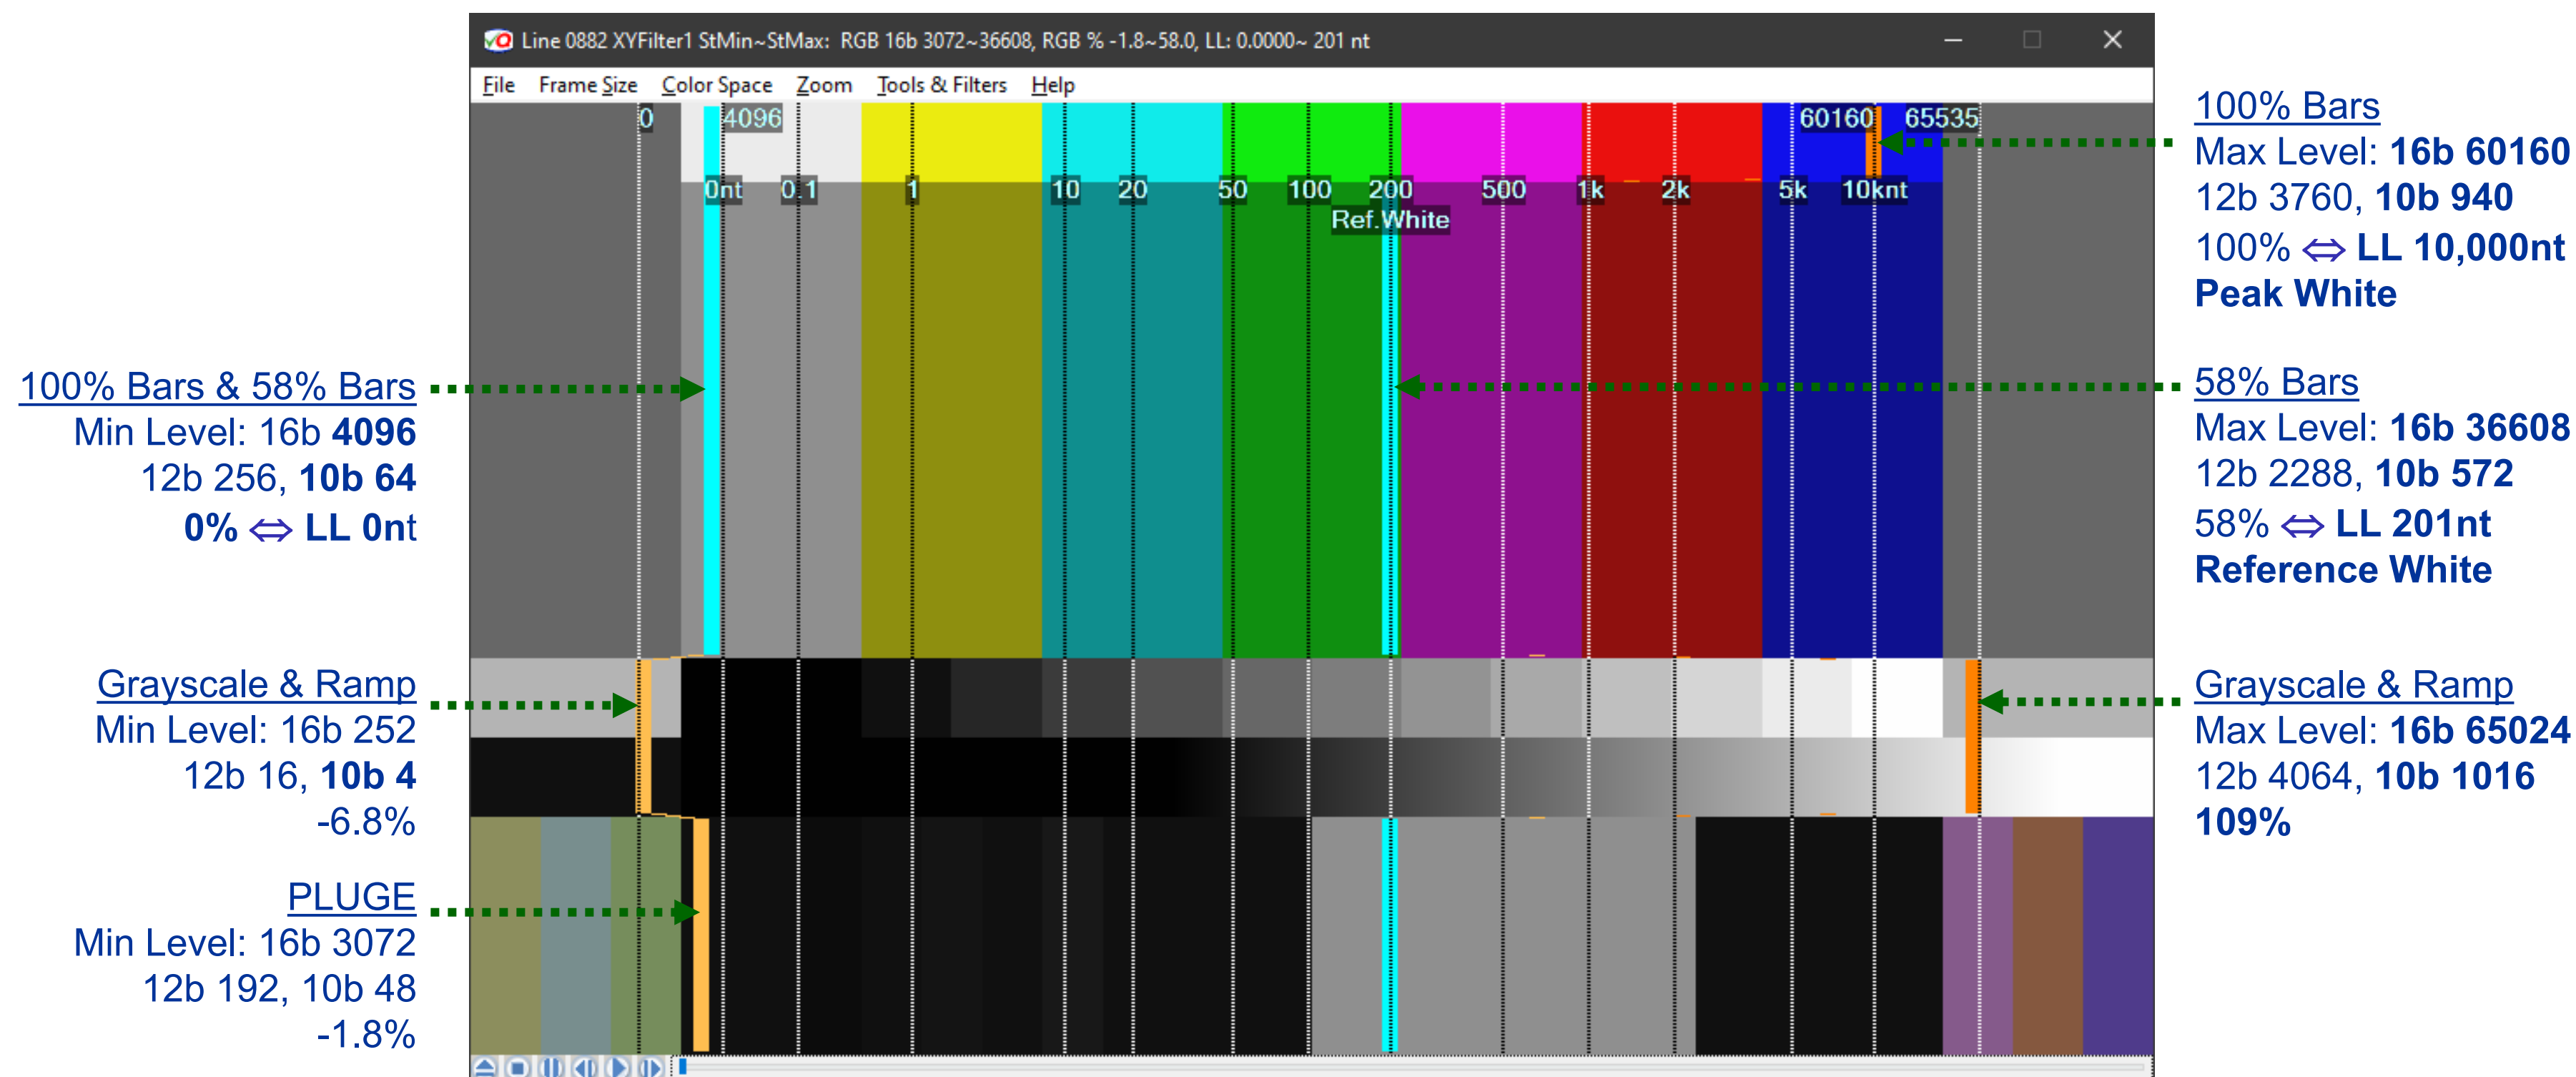 Line 0882 XYFilter1 StMin~StMax: RGB 16b 3072~36608, RGB % -1.8~58.0, LL: 0.0000~ 201 nt
File Frame Size Color Space Zoom Tools & Filters Help
0 4096 60160 65535
0nt 0.1 1 10 20 50 100 200 500 1k 2k 5k 10knt
Ref.White
100% Bars & 58% Bars
Min Level: 16b 4096
12b 256, 10b 64
0% ⇔ LL 0nt
Grayscale & Ramp
Min Level: 16b 252
12b 16, 10b 4
-6.8%
PLUGE
Min Level: 16b 3072
12b 192, 10b 48
-1.8%
100% Bars
Max Level: 16b 60160
12b 3760, 10b 940
100% ⇔ LL 10,000nt
Peak White
58% Bars
Max Level: 16b 36608
12b 2288, 10b 572
58% ⇔ LL 201nt
Reference White
Grayscale & Ramp
Max Level: 16b 65024
12b 4064, 10b 1016
109%